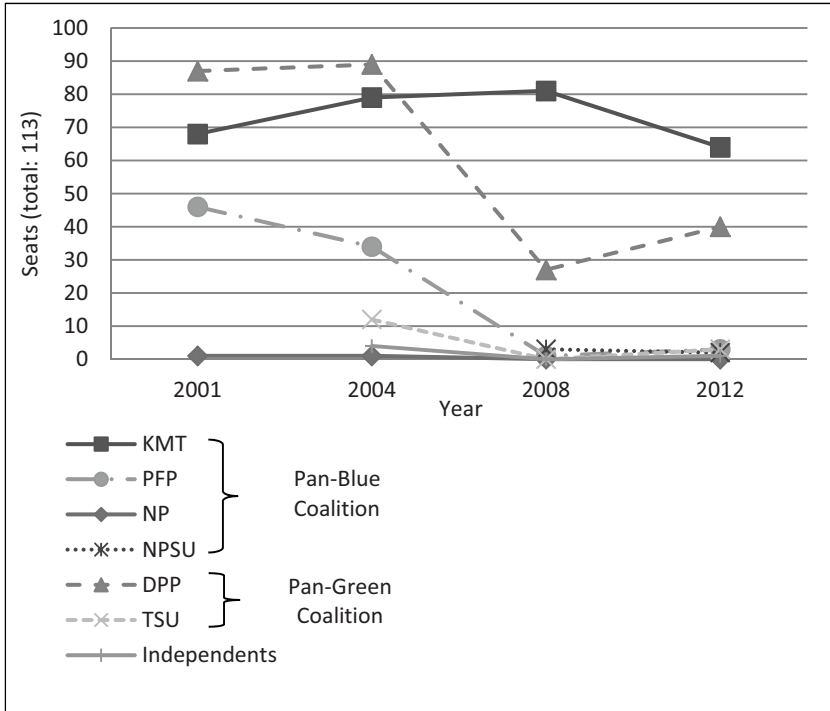 100
90
80
70
60
50
40
30
20
10
0
Seats (total: 113)
2001 2004 2008 2012
Year
KMT
PFP
NP
NPSU
Pan-Blue
Coalition
DPP
TSU
Pan-Green
Coalition
Independents